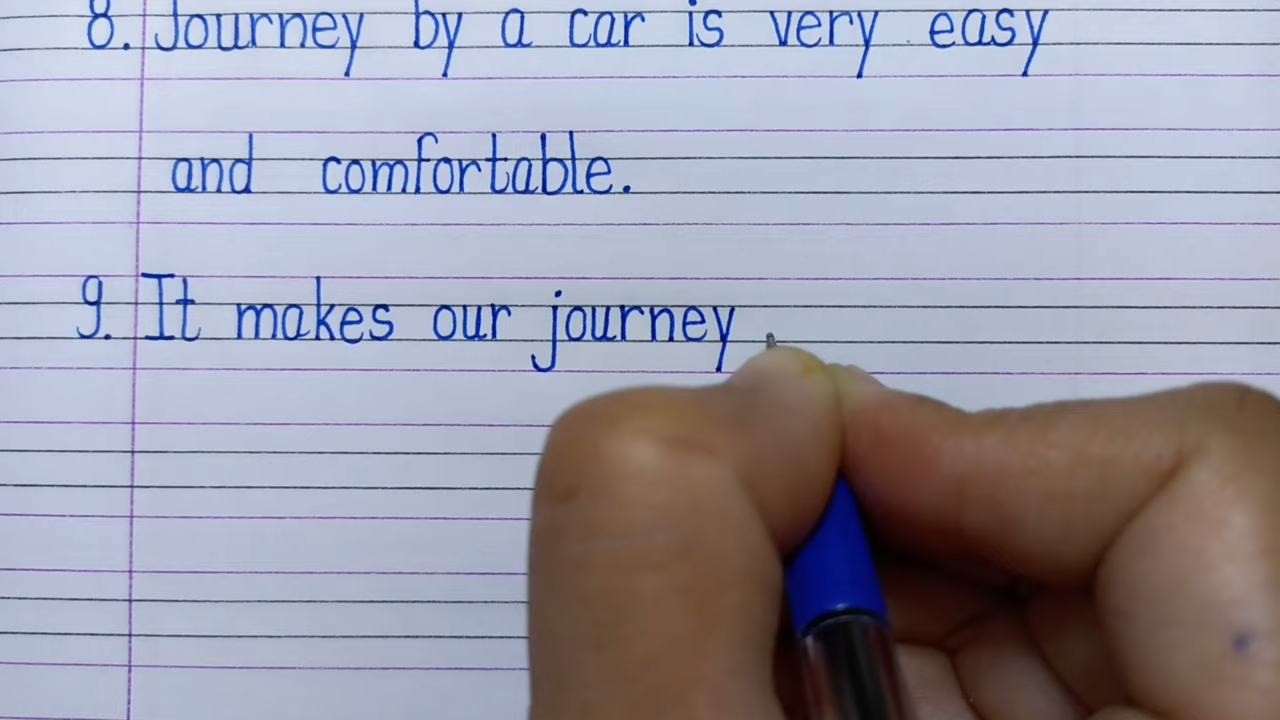 8. Journey by a car is very easy
and comfortable.
9. It makes our journey